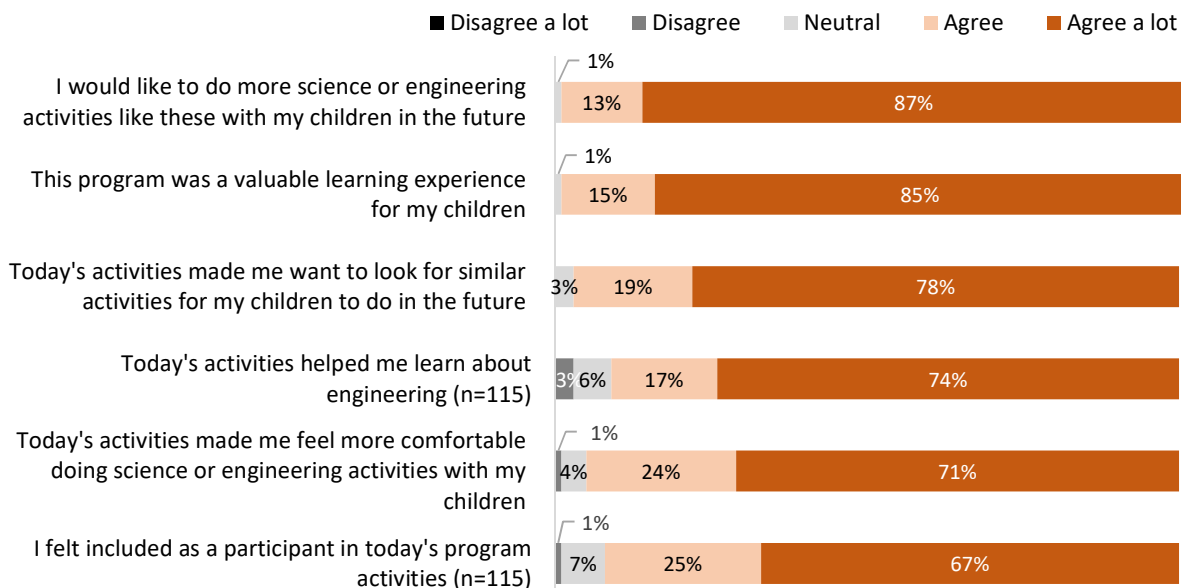 Disagree a lot Disagree Neutral Agree Agree a lot
1%
I would like to do more science or engineering
activities like these with my children in the future
13% 87%
1%
This program was a valuable learning experience
for my children
15% 85%
Today's activities made me want to look for similar
activities for my children to do in the future
3% 19% 78%
Today's activities helped me learn about
engineering (n=115)
3% 6% 17% 74%
1%
Today's activities made me feel more comfortable
doing science or engineering activities with my
children
4% 24% 71%
1%
I felt included as a participant in today's program
activities (n=115)
7% 25% 67%